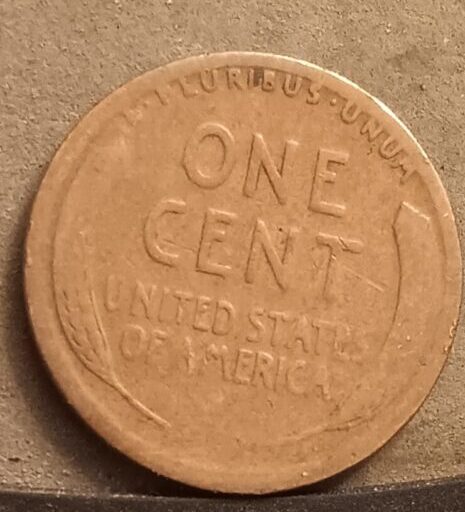 E·PLURIBUS·UNUM
ONE
CENT
UNITED STATES
OF AMERICA